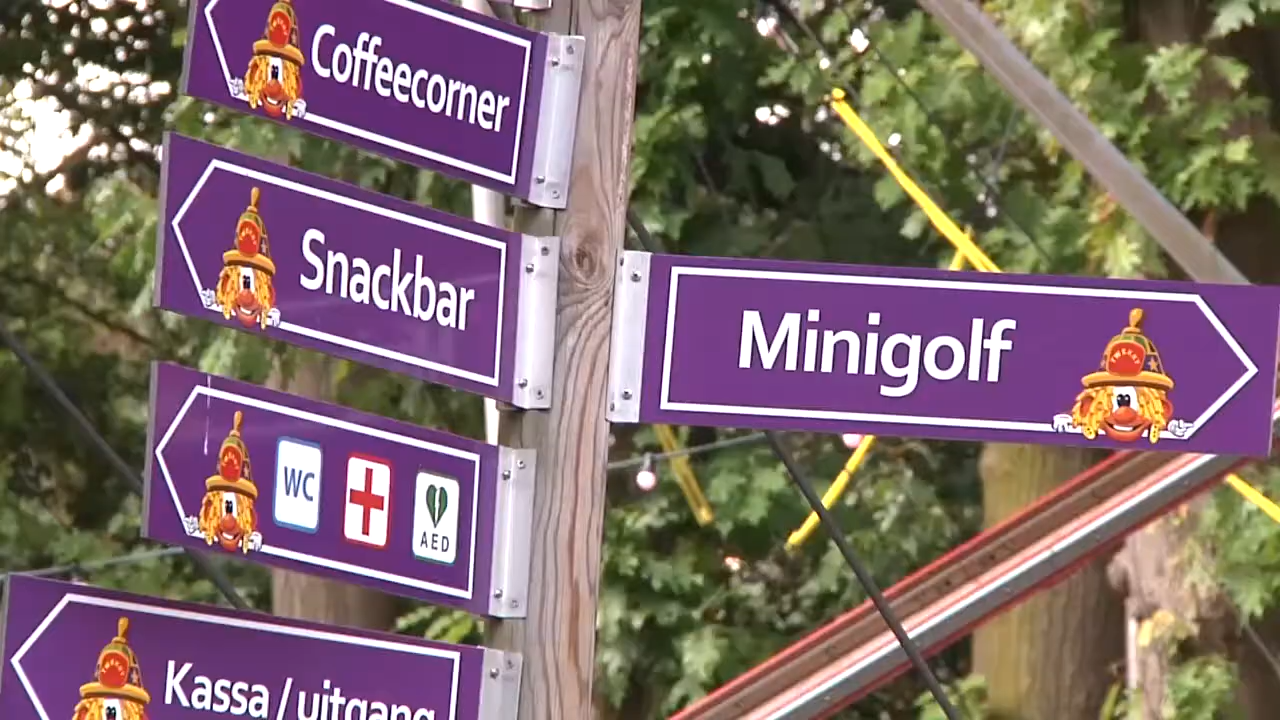 Coffeecorner
Snackbar
Minigolf
WC
AED
Kassa / uitgang